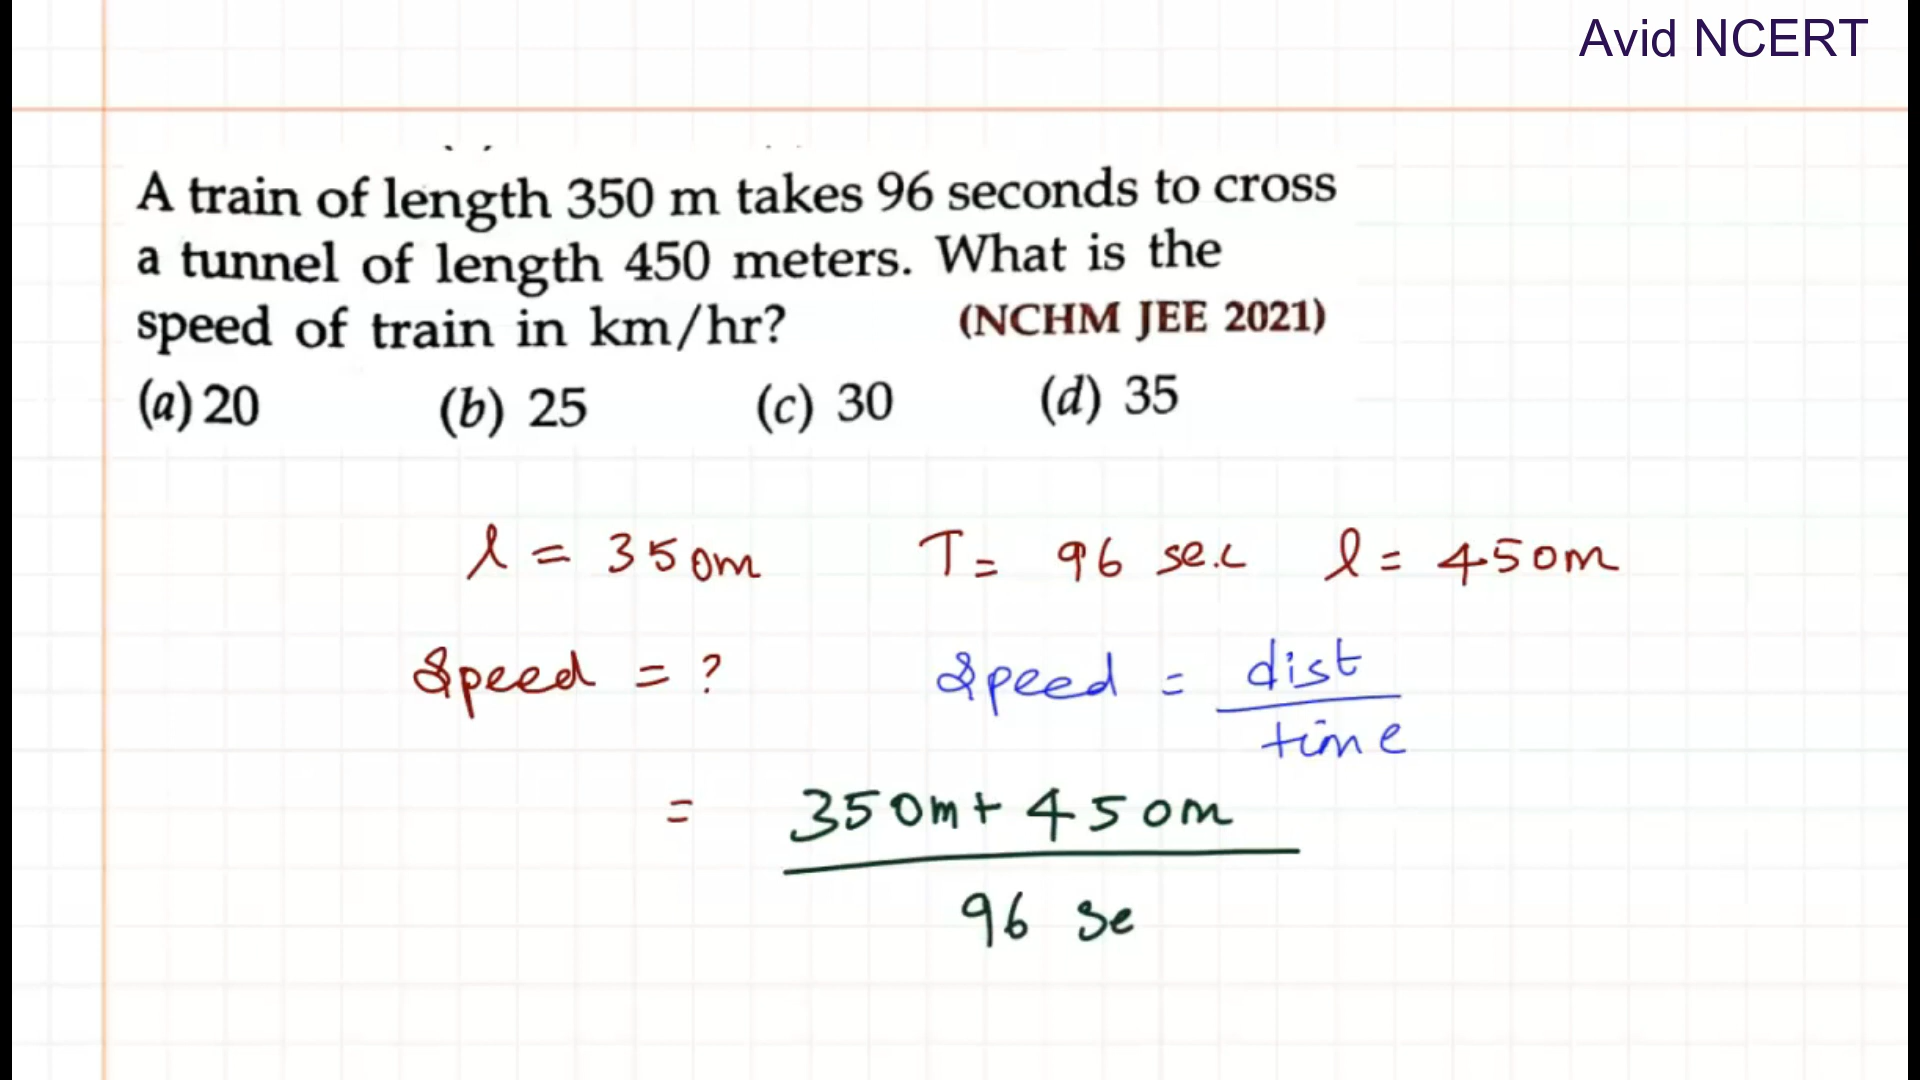 Avid NCERT
A train of length 350 m takes 96 seconds to cross
a tunnel of length 450 meters. What is the
speed of train in km/hr? (NCHM JEE 2021)
(a) 20 (b) 25 (c) 30 (d) 35
l = 350m T = 96 sec l = 450m
Speed = ? Speed = dist
time
= 350m + 450m
96 se